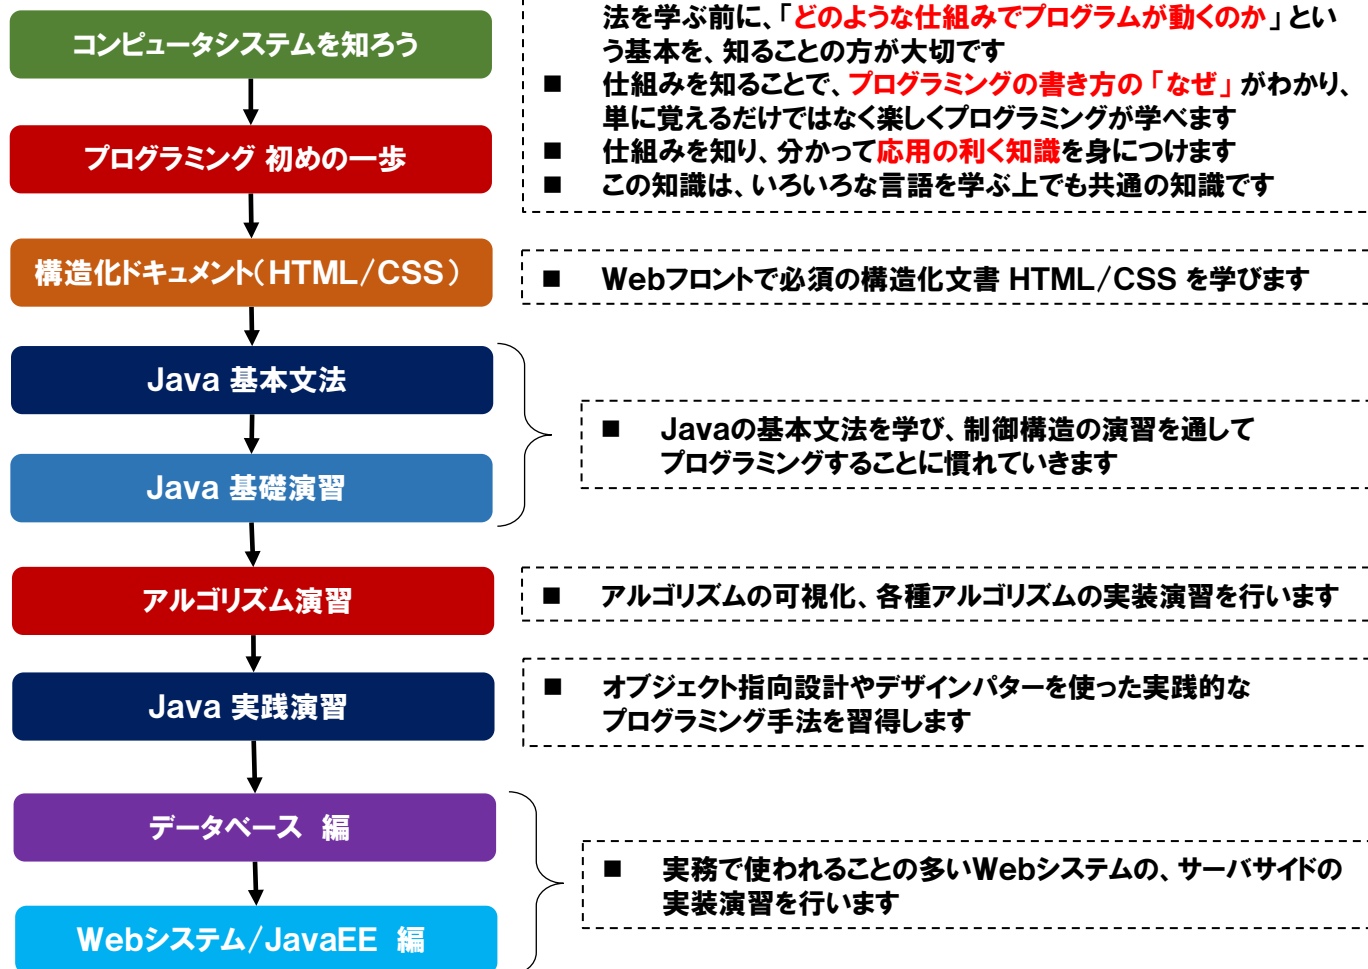 コンピュータシステムを知ろう
法を学ぶ前に、「どのような仕組みでプログラムが動くのか」とい
う基本を、知ることの方が大切です
■ 仕組みを知ることで、プログラミングの書き方の「なぜ」がわかり、
単に覚えるだけではなく楽しくプログラミングが学べます
■ 仕組みを知り、分かって応用の利く知識を身につけます
■ この知識は、いろいろな言語を学ぶ上でも共通の知識です
プログラミング 初めの一歩
構造化ドキュメント(HTML/CSS)
■ Webフロントで必須の構造化文書 HTML/CSS を学びます
Java 基本文法
Java 基礎演習
■ Javaの基本文法を学び、制御構造の演習を通して
プログラミングすることに慣れていきます
アルゴリズム演習
■ アルゴリズムの可視化、各種アルゴリズムの実装演習を行います
Java 実践演習
■ オブジェクト指向設計やデザインパターを使った実践的な
プログラミング手法を習得します
データベース 編
Webシステム/JavaEE 編
■ 実務で使われることの多いWebシステムの、サーバサイドの
実装演習を行います